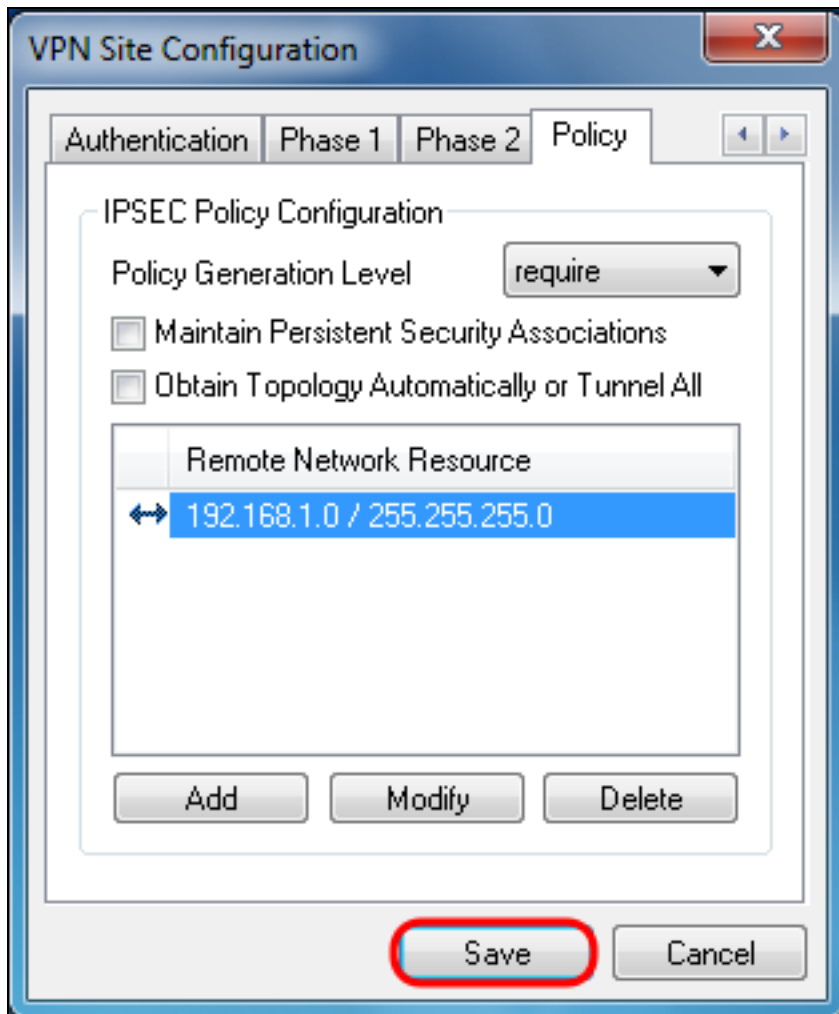 VPN Site Configuration
Authentication Phase 1 Phase 2 Policy
IPSEC Policy Configuration
Policy Generation Level require
Maintain Persistent Security Associations
Obtain Topology Automatically or Tunnel All
Remote Network Resource
192.168.1.0 / 255.255.255.0
Add Modify Delete
Save Cancel